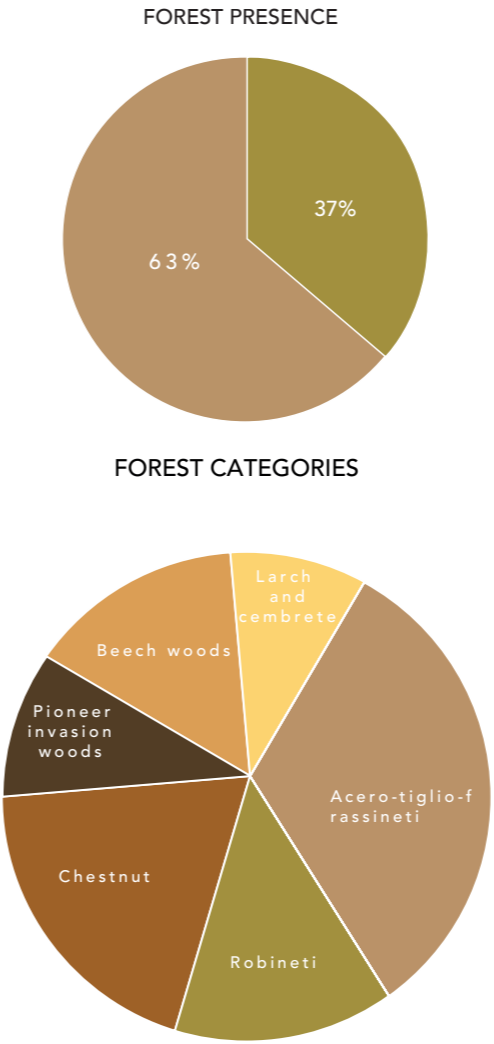 FOREST PRESENCE
37%
63%
FOREST CATEGORIES
Larch
and
cembrete
Beech woods
Pioneer
invasion
woods
Acero-tiglio-f
rassineti
Chestnut
Robineti